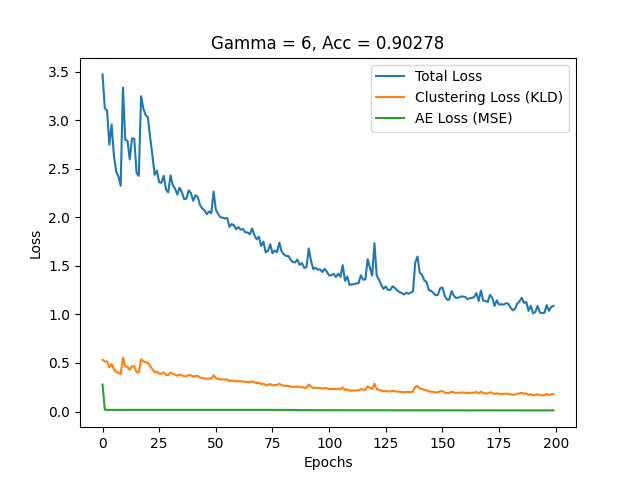 Gamma = 6, Acc = 0.90278
Total Loss
Clustering Loss (KLD)
AE Loss (MSE)
3.5
3.0
2.5
2.0
1.5
1.0
0.5
0.0
Loss
0
25
50
75
100
125
150
175
200
Epochs